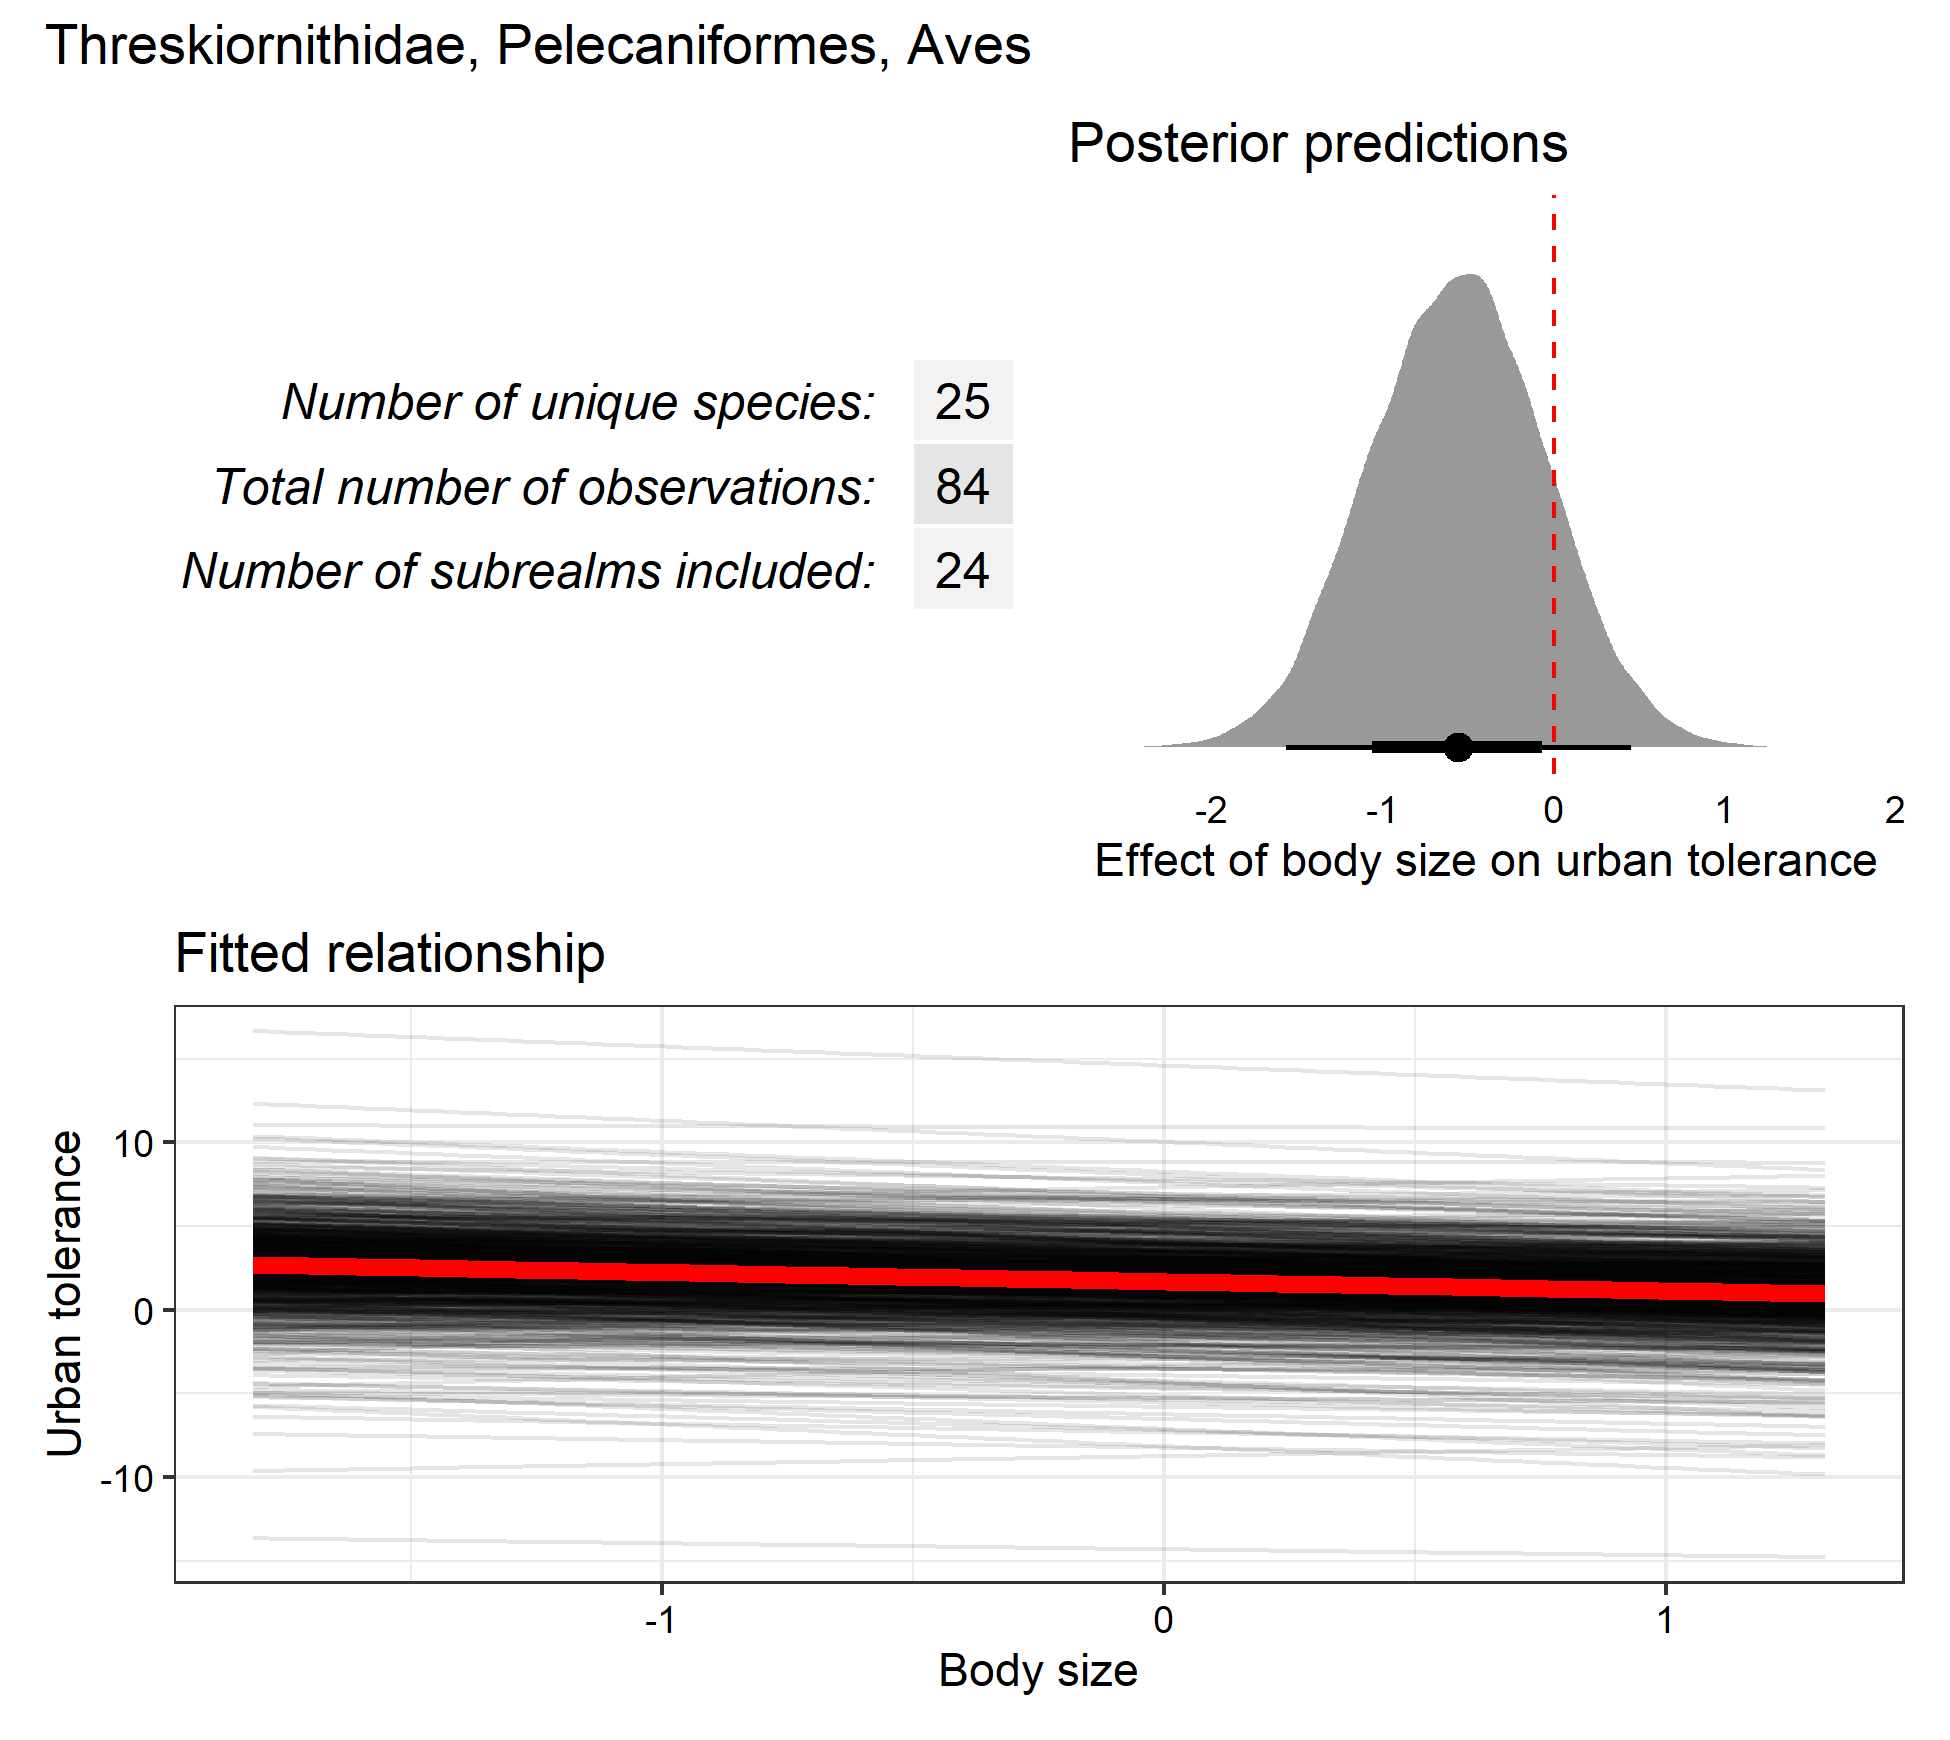 Threskiornithidae, Pelecaniformes, Aves
Posterior predictions
Number of unique species: 25
Total number of observations: 84
Number of subrealms included: 24
-2 -1 0 1 2
Effect of body size on urban tolerance
Fitted relationship
Urban tolerance
10
0
-10
-1 0 1
Body size